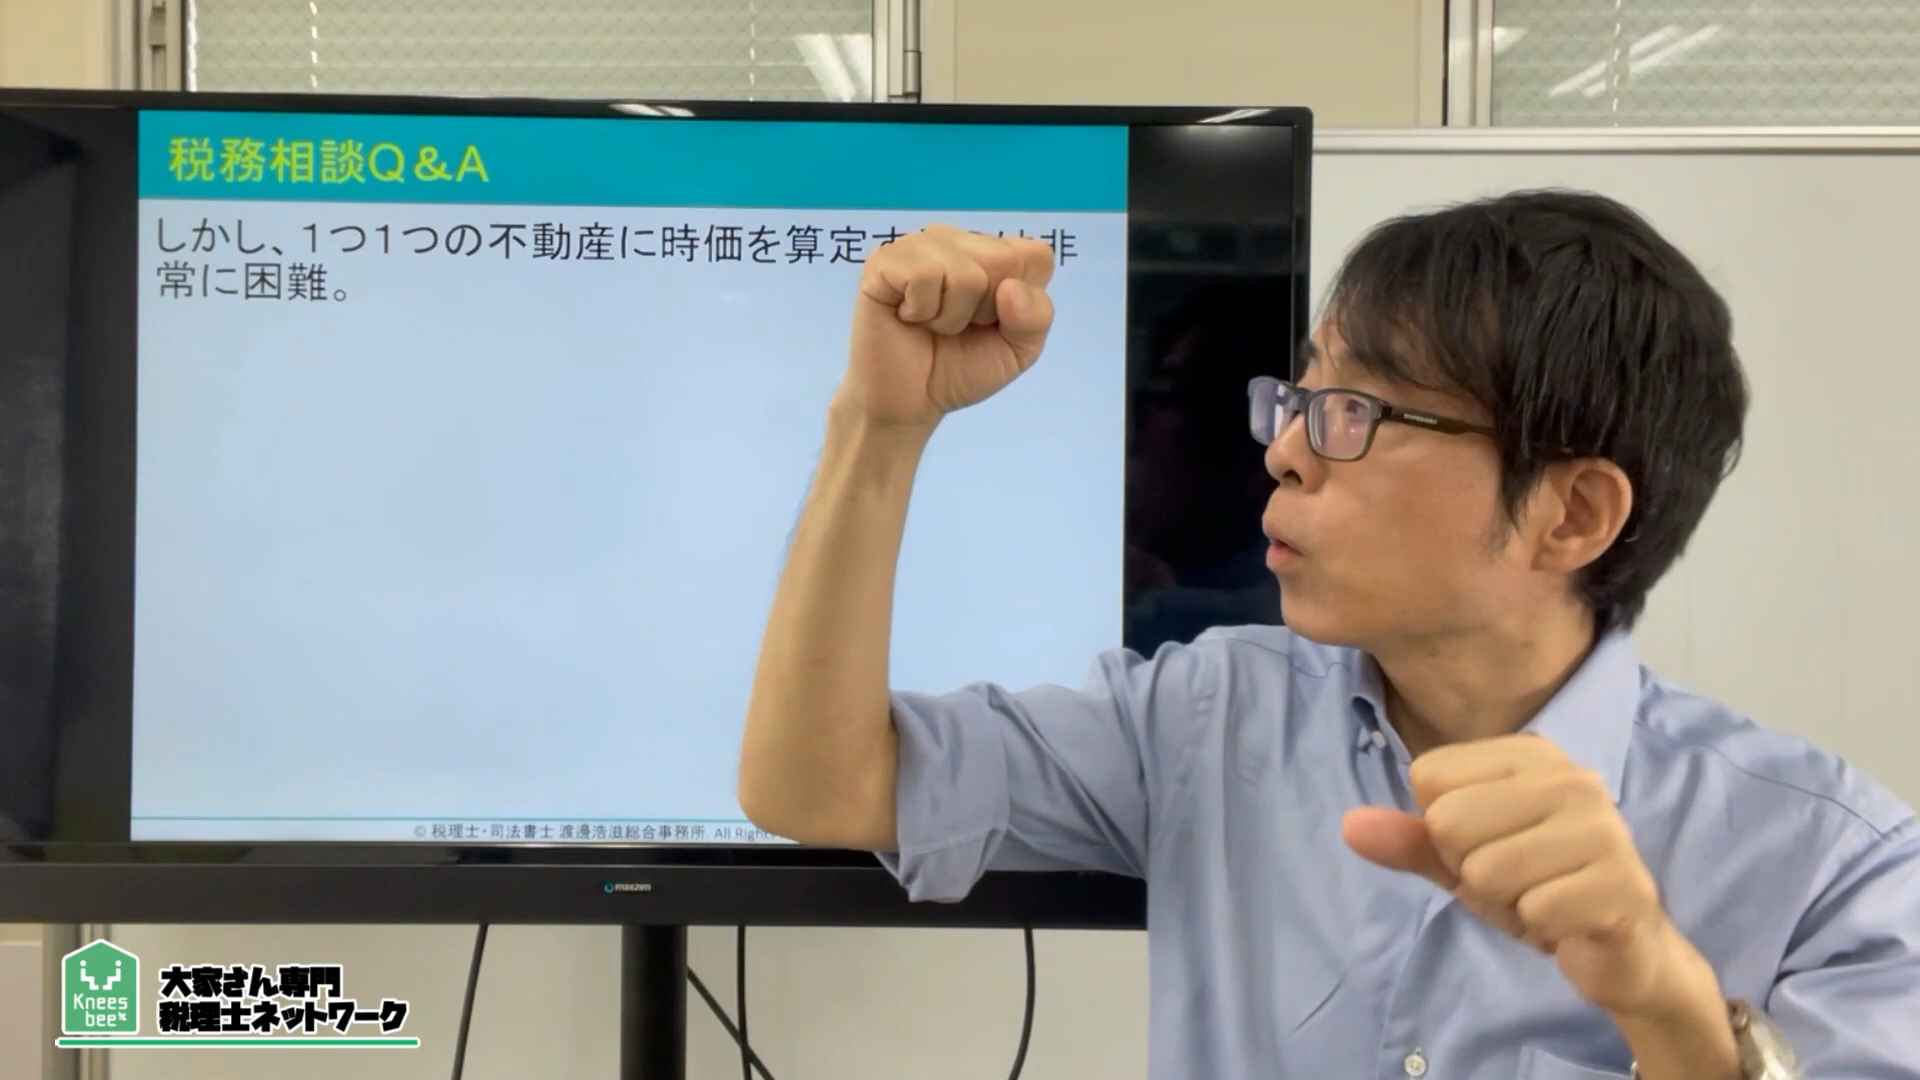 税務相談Q&A
しかし、1つ1つの不動産に時価を算定す 非
常に困難。
© 税理士・司法書士 渡邊浩滋総合事務所. All Rights
maxzen
Knees
bee
大家さん専門
税理士ネットワーク